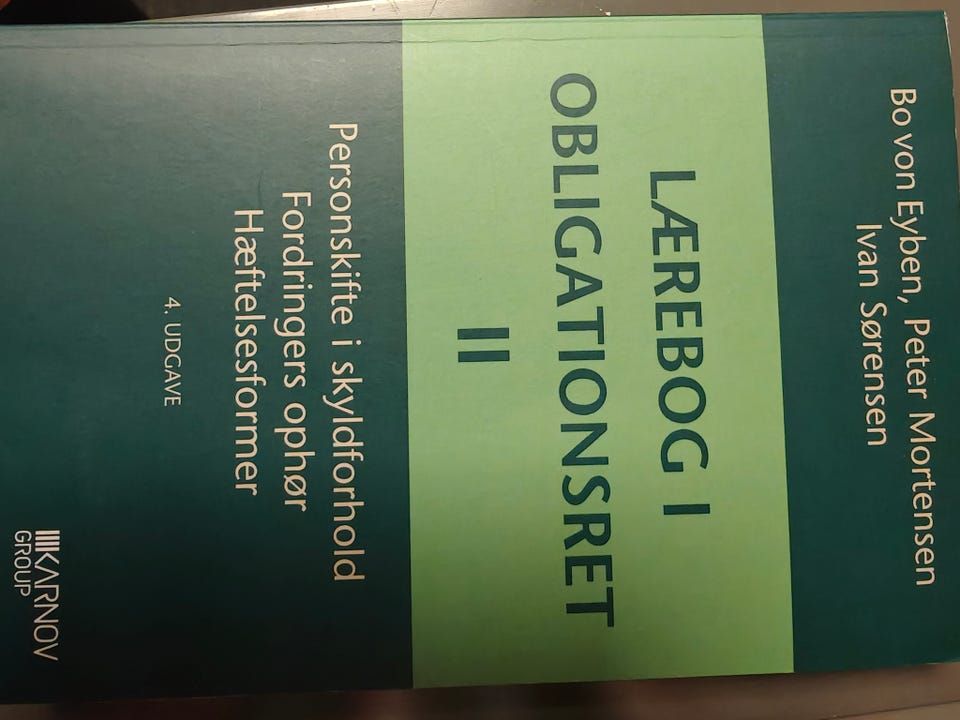 Bo von Eyben, Peter Mortensen
Ivan Sørensen
LÆREBOG I
OBLIGATIONSRET
II
Personskifte i skyldforhold
Fordringers ophør
Hæftelsesformer
4. UDGAVE
KARNOV
GROUP